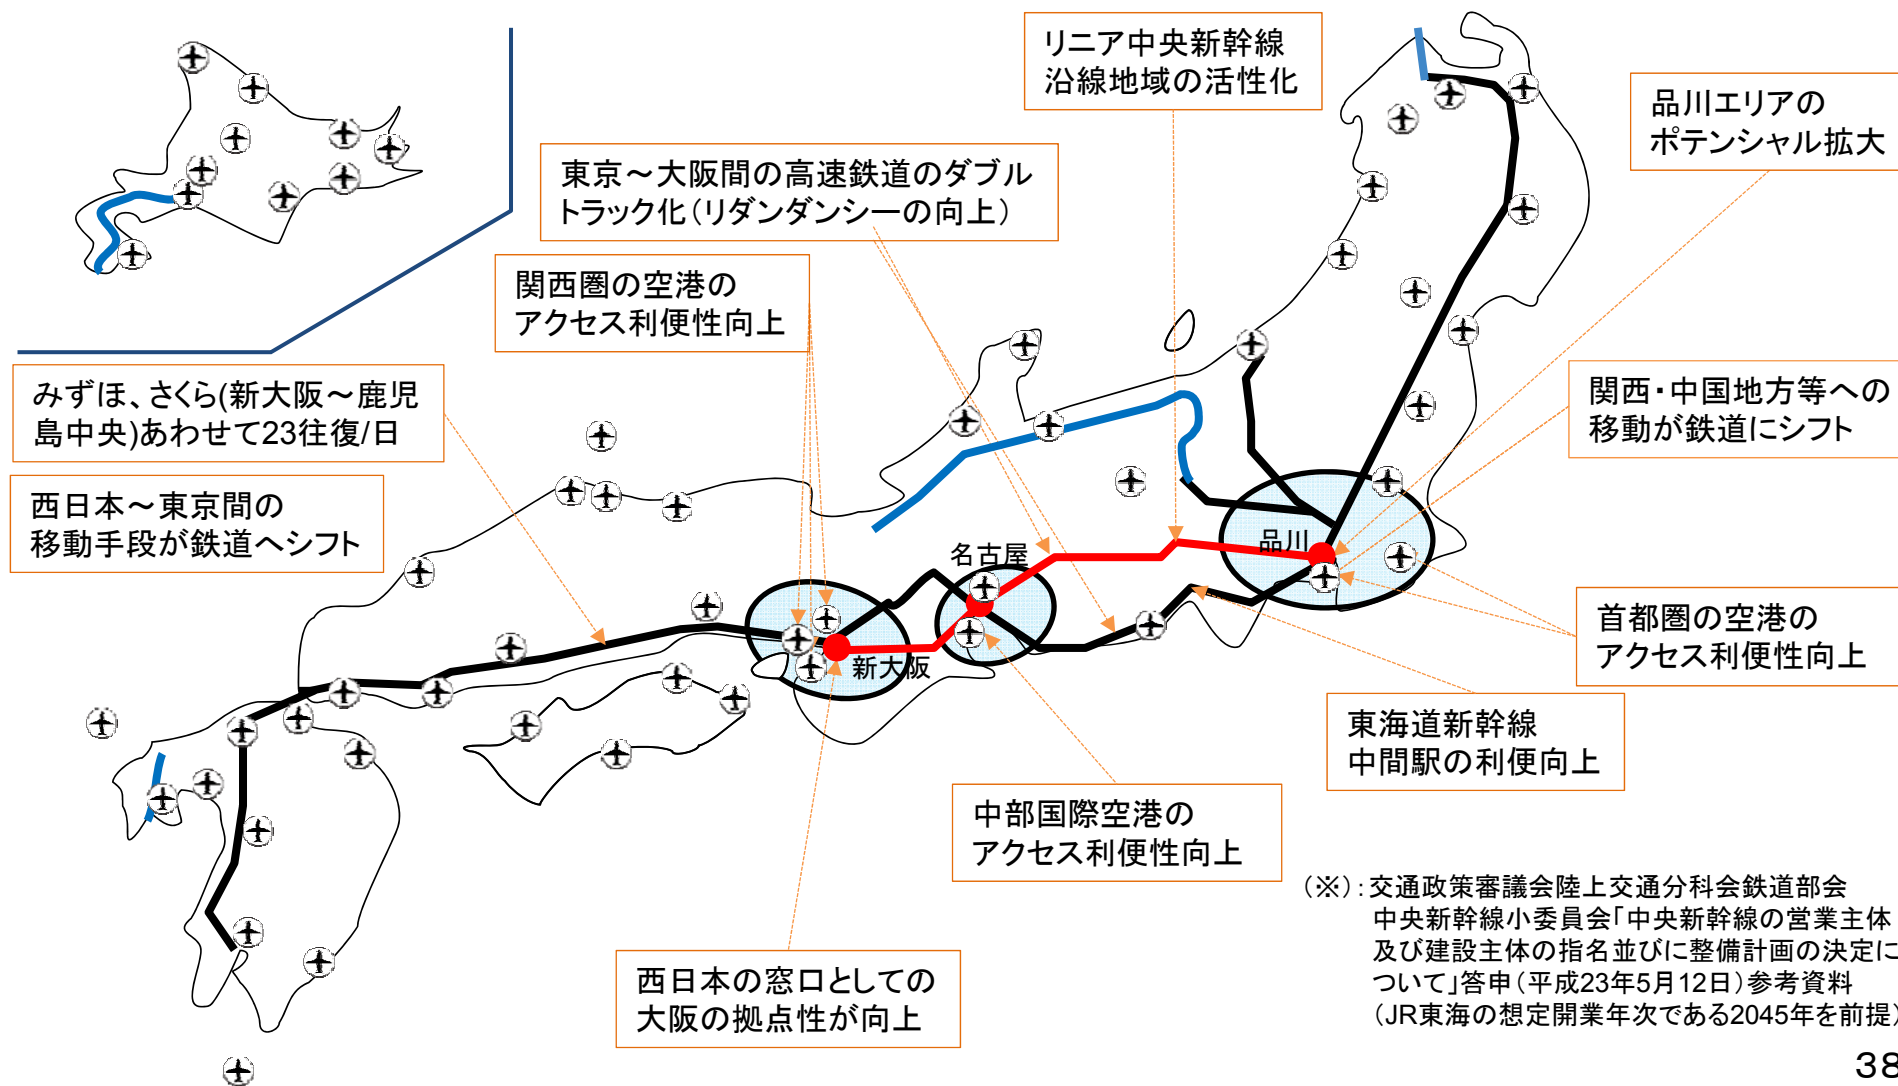 リニア中央新幹線
沿線地域の活性化
品川エリアの
ポテンシャル拡大
東京～大阪間の高速鉄道のダブル
トラック化(リダンダンシーの向上)
関西圏の空港の
アクセス利便性向上
みずほ、さくら(新大阪～鹿児
島中央)あわせて23往復/日
関西・中国地方等への
移動が鉄道にシフト
西日本～東京間の
移動手段が鉄道へシフト
品川
名古屋
新大阪
首都圏の空港の
アクセス利便性向上
東海道新幹線
中間駅の利便向上
中部国際空港の
アクセス利便性向上
西日本の窓口としての
大阪の拠点性が向上
(※):交通政策審議会陸上交通分科会鉄道部会
中央新幹線小委員会「中央新幹線の営業主体
及び建設主体の指名並びに整備計画の決定に
ついて」答申(平成23年5月12日)参考資料
(JR東海の想定開業年次である2045年を前提)
38